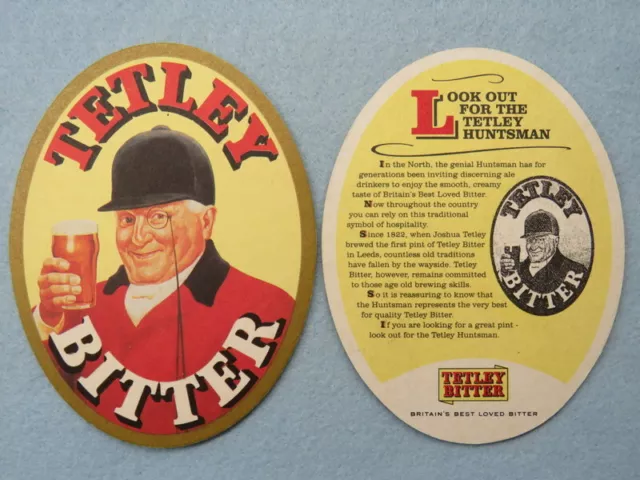 TETLEY
BITTER
LOOK OUT
FOR THE
TETLEY
HUNTSMAN
In the North, the genial Huntsman has for
generations been inviting discerning ale
drinkers to enjoy the smooth, creamy
taste of Britain's Best Loved Bitter.
Now throughout the country
you can rely on this traditional
symbol of hospitality.
Since 1822, when Joshua Tetley
brewed the first pint of Tetley Bitter
in Leeds, countless old traditions
have fallen by the wayside. Tetley
Bitter, however, remains committed
to those age old brewing skills.
So it is reassuring to know that
the Huntsman represents the very best
for quality Tetley Bitter.
If you are looking for a great pint -
look out for the Tetley Huntsman.
TETLEY
BITTER
TETLEY
BITTER
BRITAIN'S BEST LOVED BITTER